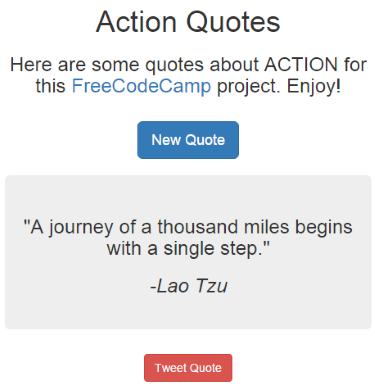 Action Quotes
Here are some quotes about ACTION for
this FreeCodeCamp project. Enjoy!
New Quote
"A journey of a thousand miles begins
with a single step."
-Lao Tzu
Tweet Quote